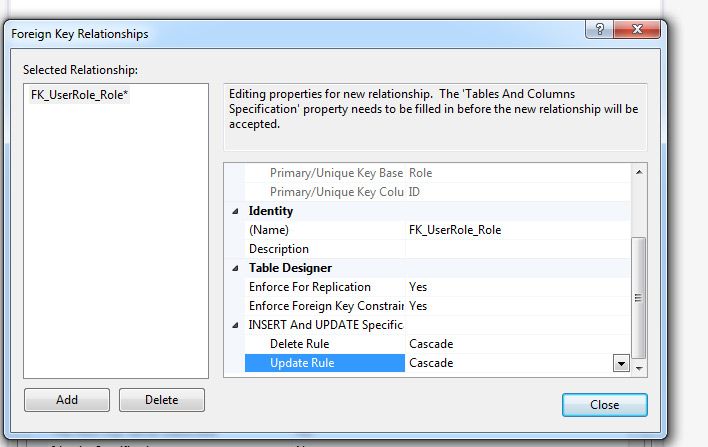 Foreign Key Relationships
Selected Relationship:
FK_UserRole_Role*
Editing properties for new relationship. The 'Tables And Columns
Specification' property needs to be filled in before the new relationship will be
accepted.
Primary/Unique Key Base Role
Primary/Unique Key Colu ID
Identity
(Name) FK_UserRole_Role
Description
Table Designer
Enforce For Replication Yes
Enforce Foreign Key Constrain Yes
INSERT And UPDATE Specific
Delete Rule Cascade
Update Rule Cascade
Add Delete
Close